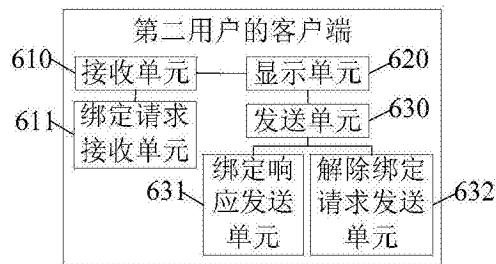 第二用户的客户端
610 接收单元 显示单元 620
611 绑定请求接收单元 发送单元 630
631 绑定响应发送单元 解除绑定请求发送单元 632